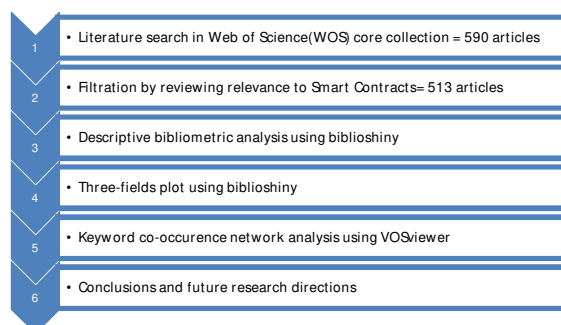 1 • Literature search in Web of Science(WOS) core collection = 590 articles
2 • Filtration by reviewing relevance to Smart Contracts= 513 articles
3 • Descriptive bibliometric analysis using biblioshiny
4 • Three-fields plot using biblioshiny
5 • Keyword co-occurence network analysis using VOSviewer
6 • Conclusions and future research directions